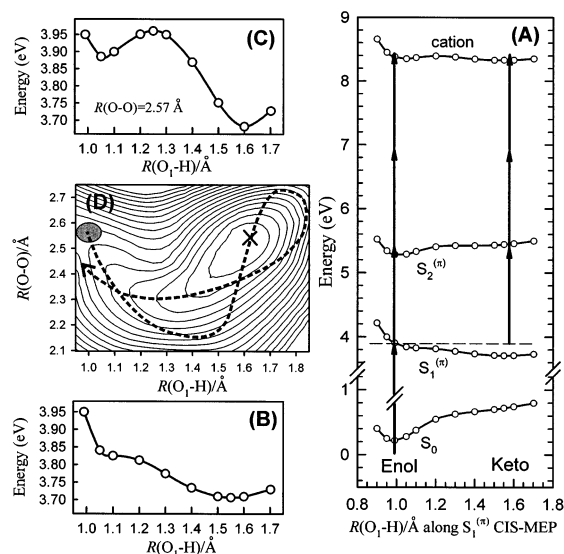 (C)
Energy (eV)
3.95
3.90
3.85
3.80
3.75
3.70
R(O-O)=2.57 Å
1.0 1.1 1.2 1.3 1.4 1.5 1.6 1.7
R(O₁-H)/Å
(D)
R(O-O)/Å
2.7
2.6
2.5
2.4
2.3
2.2
2.1
1.0 1.1 1.2 1.3 1.4 1.5 1.6 1.7 1.8
R(O₁-H)/Å
(B)
Energy (eV)
3.95
3.90
3.85
3.80
3.75
3.70
1.0 1.1 1.2 1.3 1.4 1.5 1.6 1.7
R(O₁-H)/Å
(A)
Energy (eV)
9
8
7
6
5
4
1
0
cation
S₂(π)
S₁(π)
S₀
Enol Keto
0.8 1.0 1.2 1.4 1.6 1.8
R(O₁-H)/Å along S₁(π) CIS-MEP